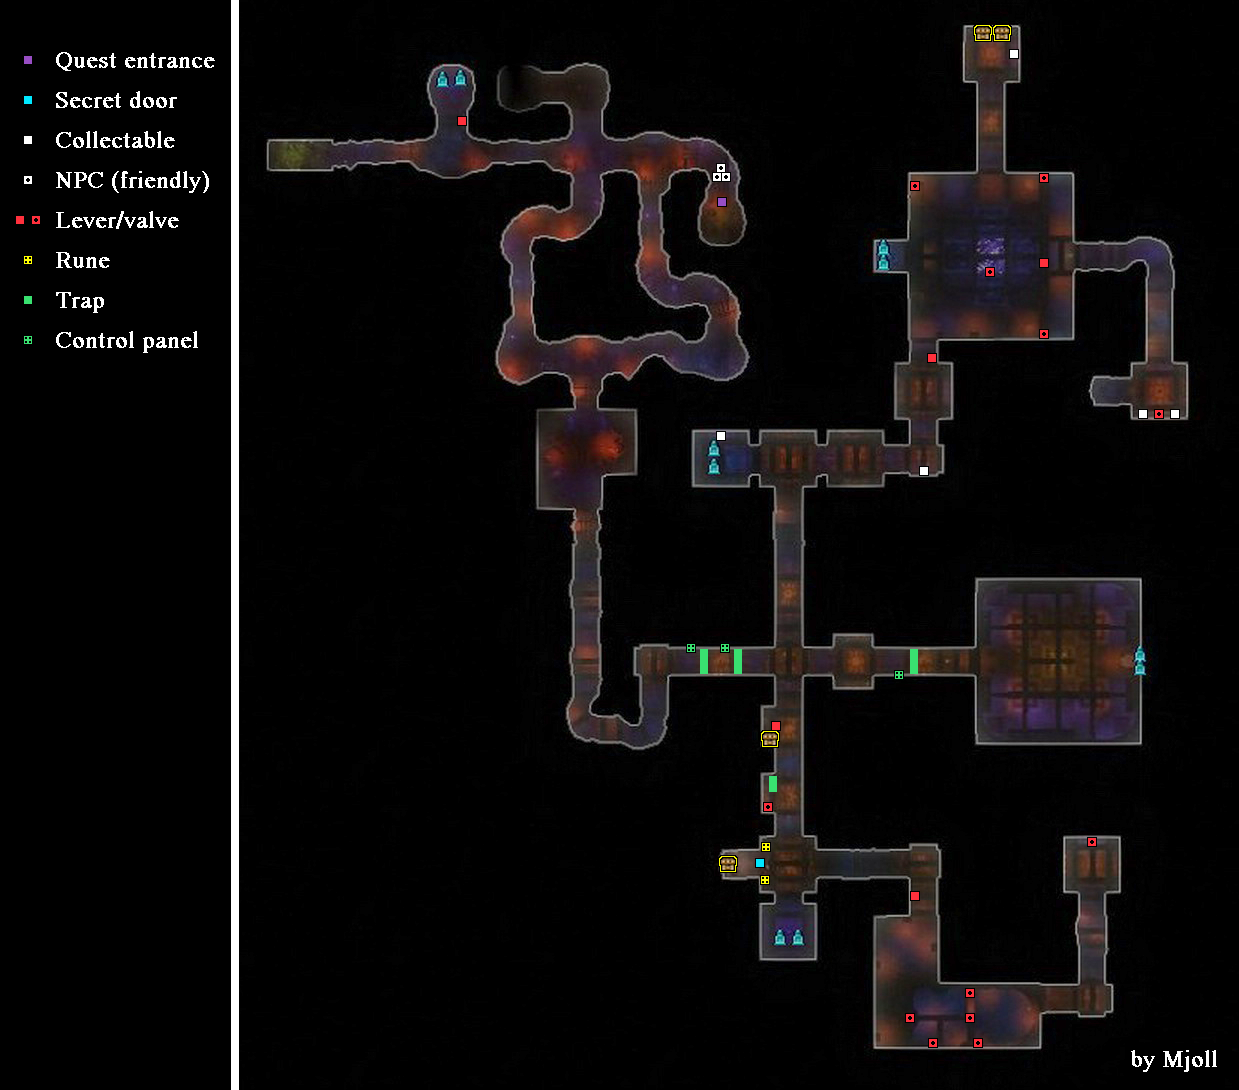 Quest entrance
Secret door
Collectable
NPC (friendly)
Lever/valve
Rune
Trap
Control panel
by Mjoll